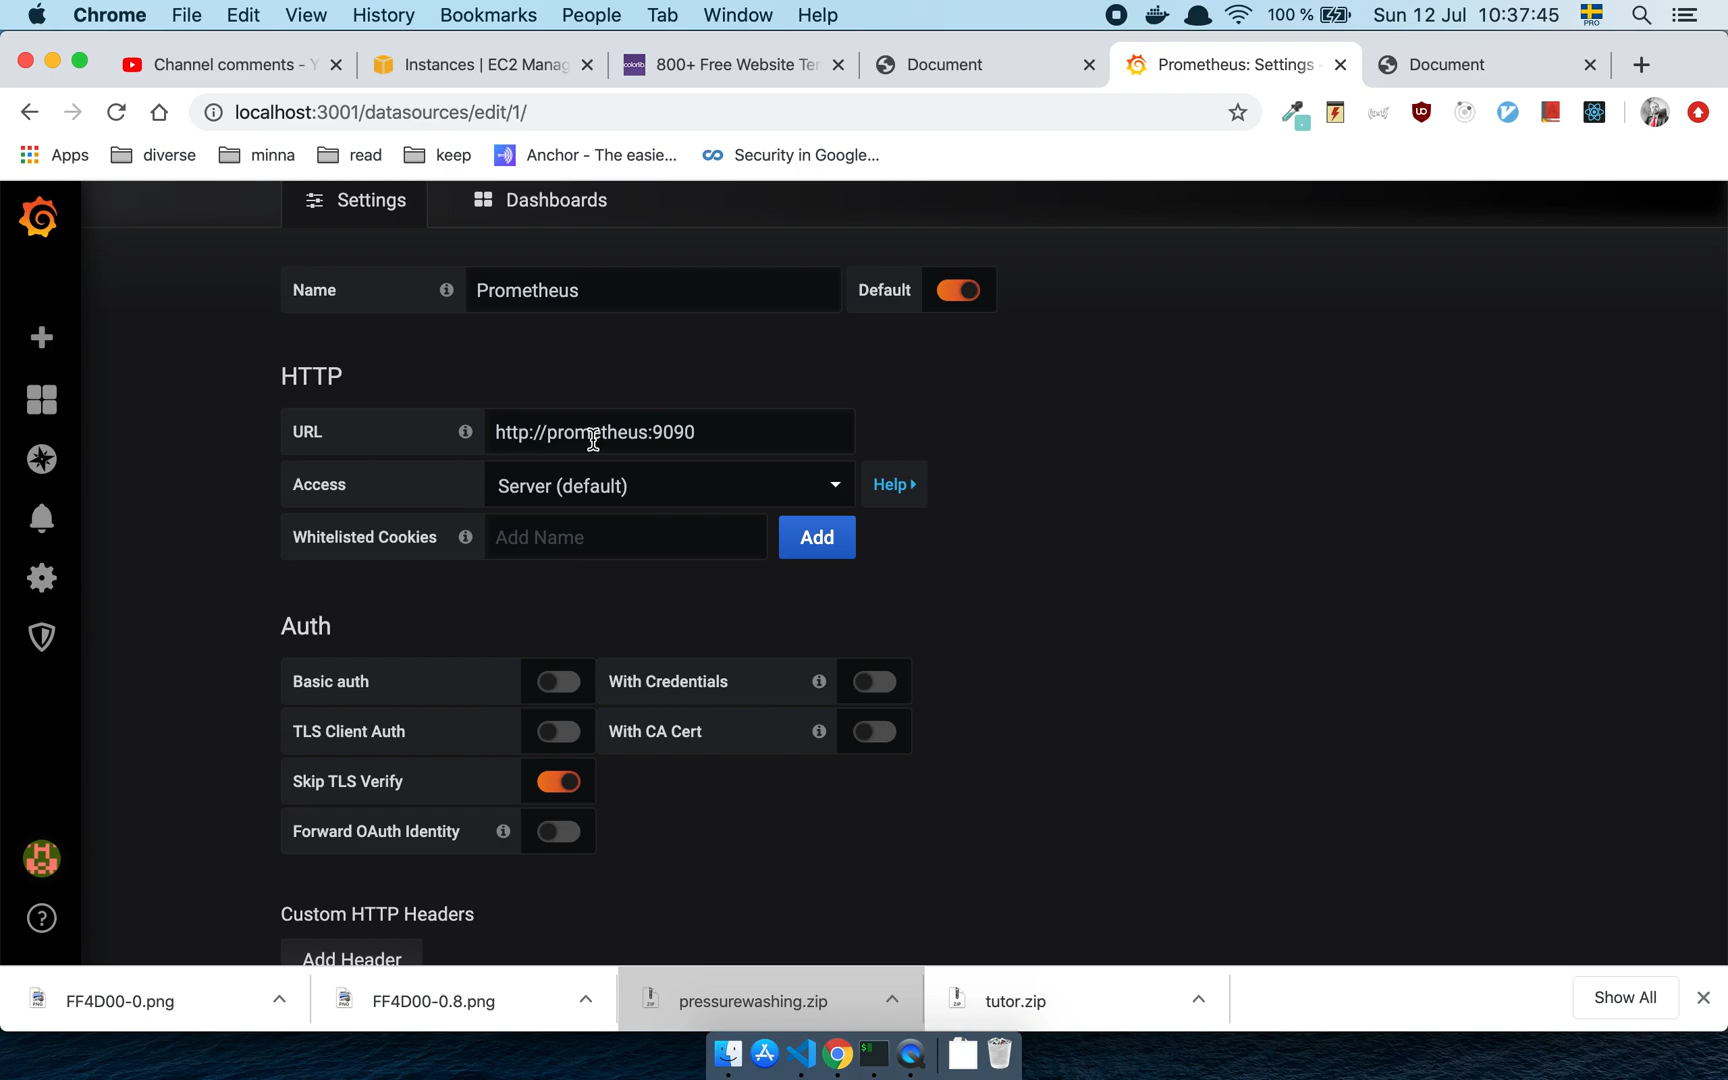 Chrome File Edit View History Bookmarks People Tab Window Help 100 % Sun 12 Jul 10:37:45 PRO
Channel comments - Y Instances | EC2 Manag 800+ Free Website Ter Document Prometheus: Settings - Document
localhost:3001/datasources/edit/1/
Apps diverse minna read keep Anchor - The easie... Security in Google...
Settings Dashboards
Name Prometheus Default
HTTP
URL http://prometheus:9090
Access Server (default) Help
Whitelisted Cookies Add Name Add
Auth
Basic auth With Credentials
TLS Client Auth With CA Cert
Skip TLS Verify
Forward OAuth Identity
Custom HTTP Headers
Add Header
FF4D00-0.png FF4D00-0.8.png pressurewashing.zip tutor.zip Show All